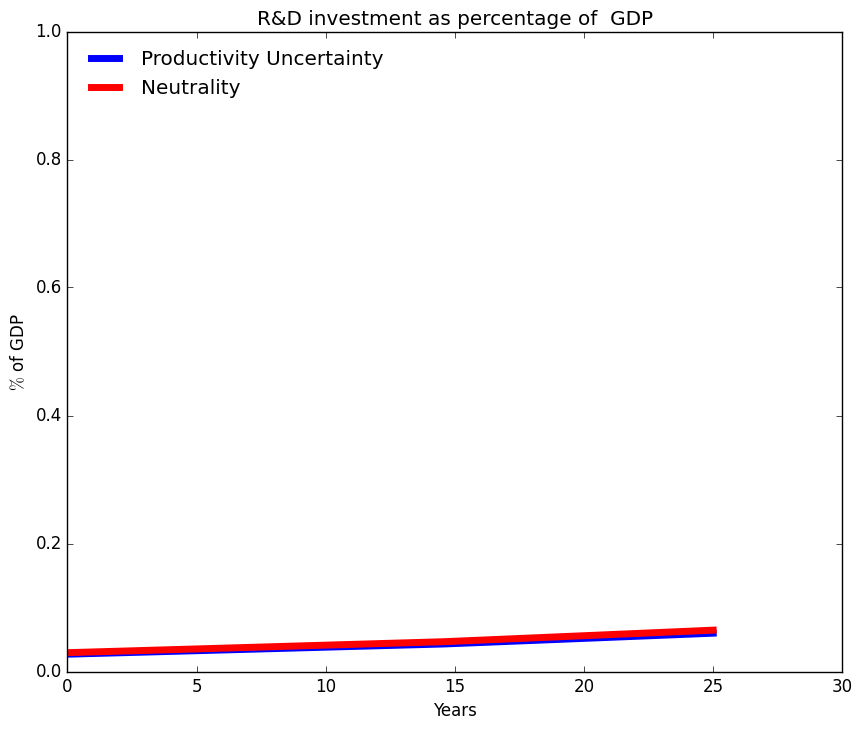 R&D investment as percentage of  GDP
1.0
Productivity Uncertainty
Neutrality
0.8
0.6
% of GDP
0.4
0.2
0.0
0 5 10 15 20 25 30
Years